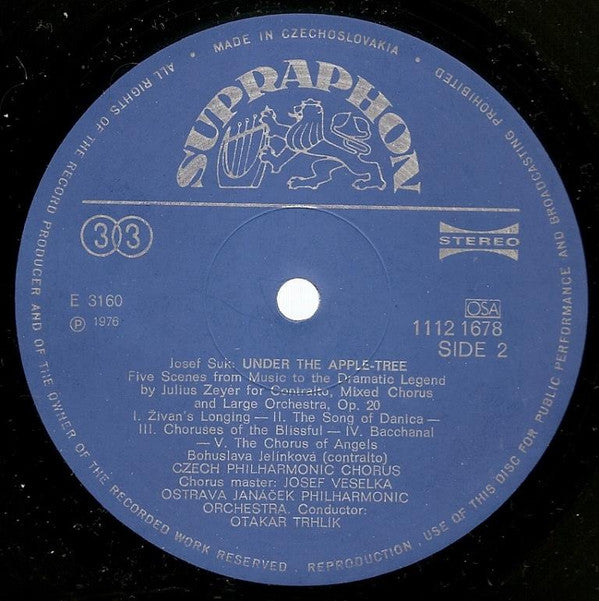 · MADE IN CZECHOSLOVAKIA ·
ALL RIGHTS OF THE RECORD PRODUCER AND OF THE OWNER OF THE RECORDED WORK RESERVED . REPRODUCTION , USE OF THIS DISC FOR PUBLIC PERFORMANCE AND BROADCASTING PROHIBITED
SUPRAPHON
33
STEREO
E 3160
℗ 1976
OSA
1112 1678
SIDE 2
Josef Suk: UNDER THE APPLE-TREE
Five Scenes from Music to the Dramatic Legend
by Julius Zeyer for Contralto, Mixed Chorus
and Large Orchestra, Op. 20
I. Živan's Longing — II. The Song of Danica —
III. Choruses of the Blissful — IV. Bacchanal
— V. The Chorus of Angels
Bohuslava Jelínková (contralto)
CZECH PHILHARMONIC CHORUS
Chorus master: JOSEF VESELKA
OSTRAVA JANÁČEK PHILHARMONIC
ORCHESTRA. Conductor:
OTAKAR TRHLÍK